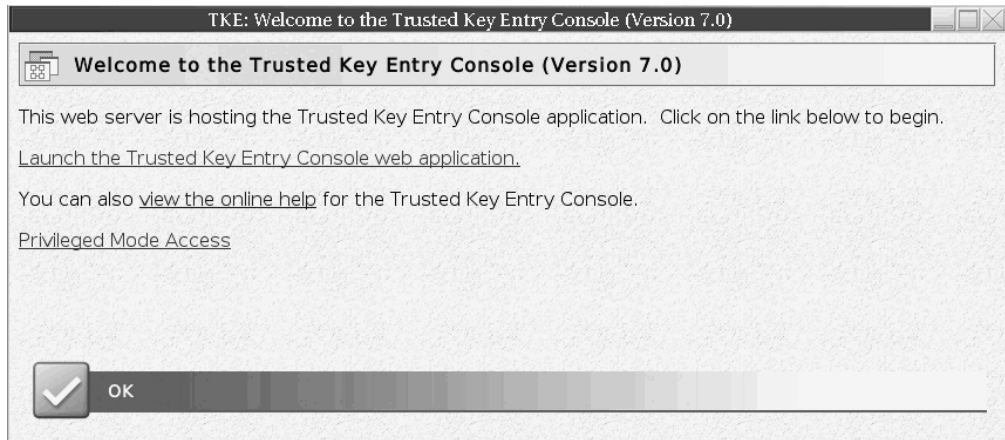 TKE: Welcome to the Trusted Key Entry Console (Version 7.0)
Welcome to the Trusted Key Entry Console (Version 7.0)
This web server is hosting the Trusted Key Entry Console application.  Click on the link below to begin.
Launch the Trusted Key Entry Console web application.
You can also view the online help for the Trusted Key Entry Console.
Privileged Mode Access
OK